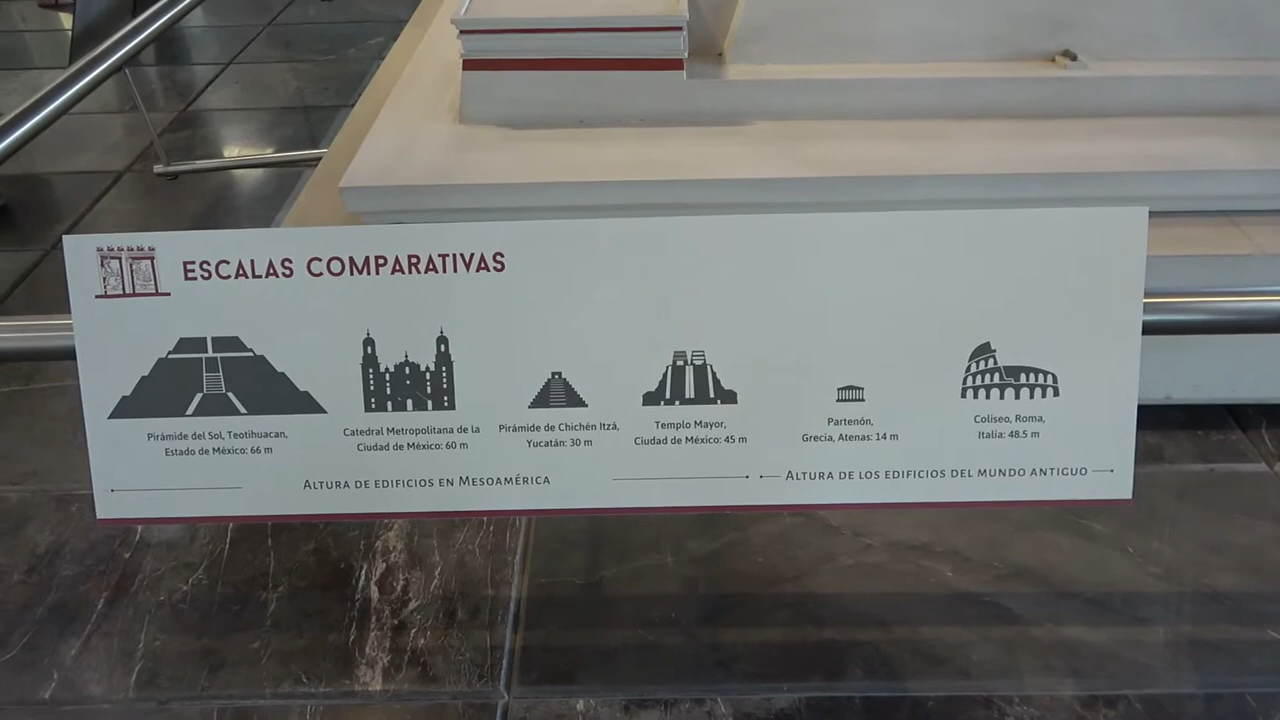 ESCALAS COMPARATIVAS
Pirámide del Sol, Teotihuacan,
Estado de México: 66 m
Catedral Metropolitana de la
Ciudad de México: 60 m
Pirámide de Chichén Itzá,
Yucatán: 30 m
Templo Mayor,
Ciudad de México: 45 m
Partenón,
Grecia, Atenas: 14 m
Coliseo, Roma,
Italia: 48.5 m
ALTURA DE EDIFICIOS EN MESOAMÉRICA
ALTURA DE LOS EDIFICIOS DEL MUNDO ANTIGUO